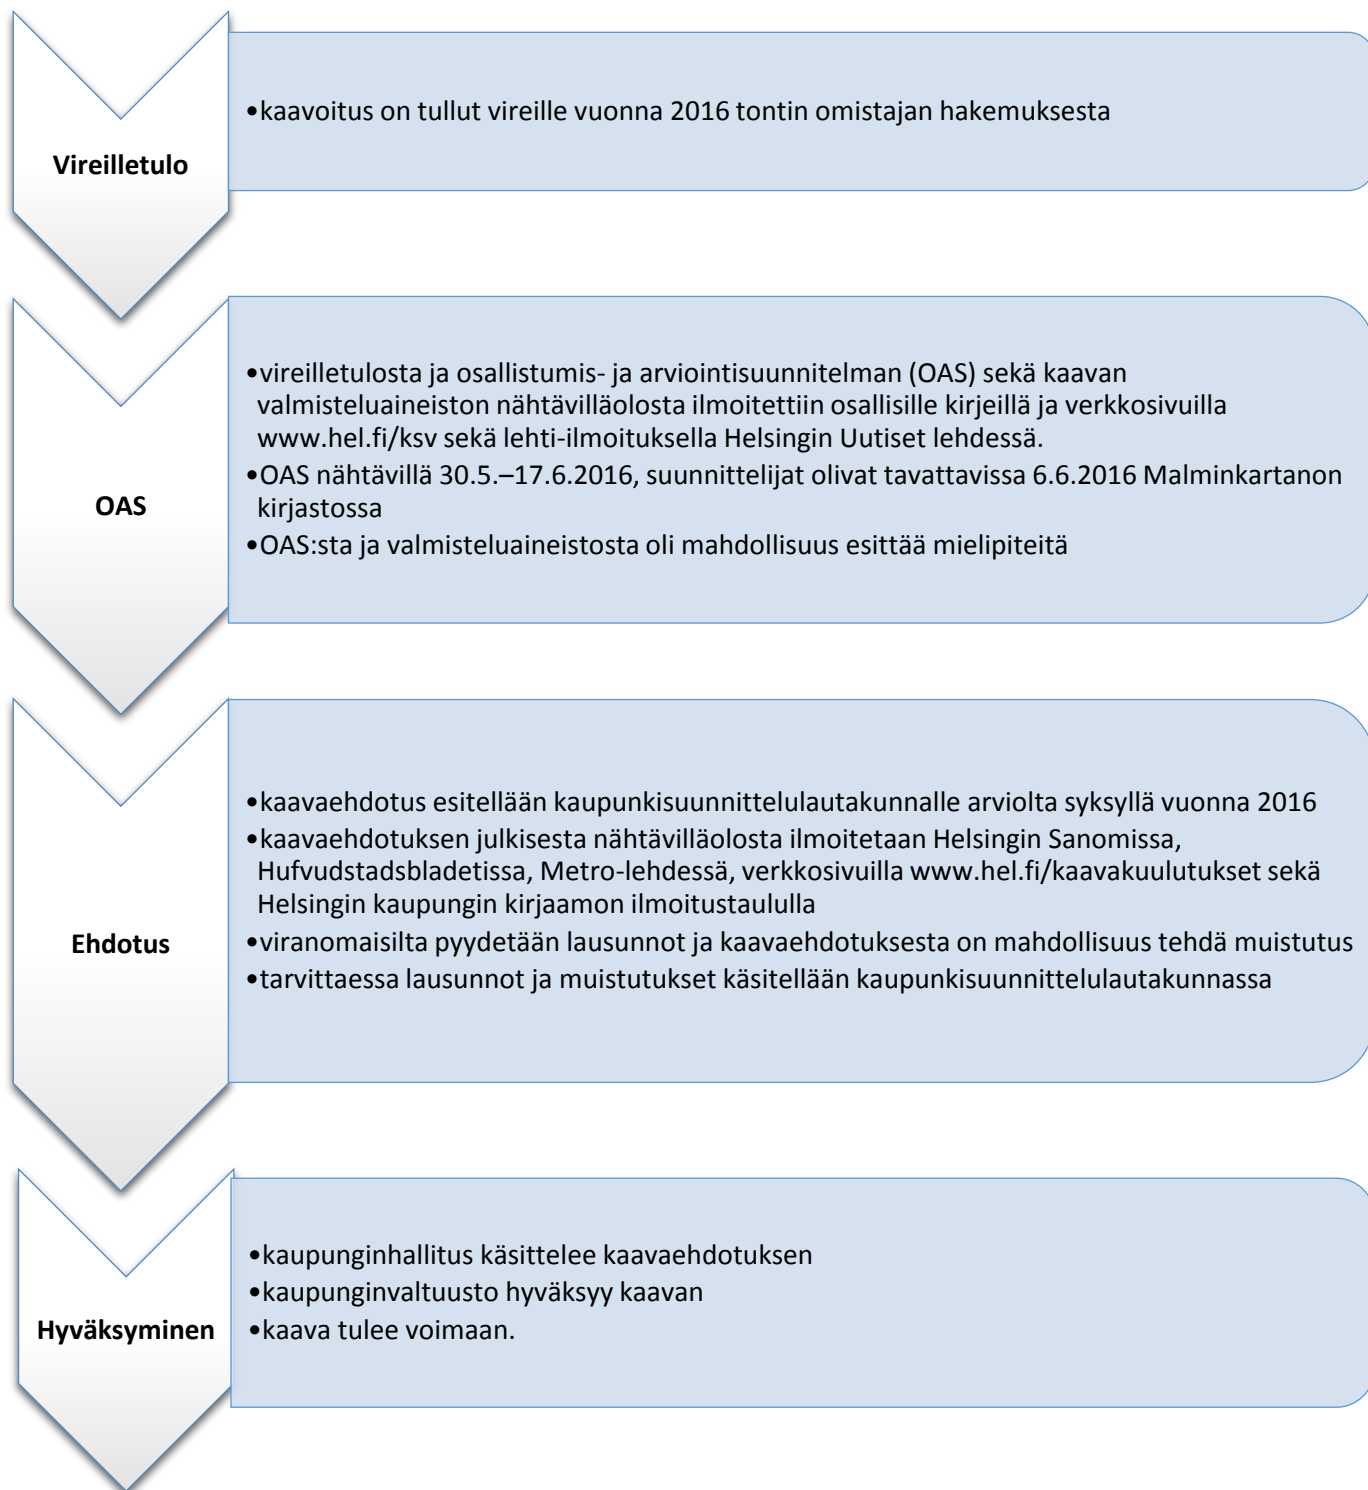 Vireilletulo
•kaavoitus on tullut vireille vuonna 2016 tontin omistajan hakemuksesta
OAS
•vireilletulosta ja osallistumis- ja arviointisuunnitelman (OAS) sekä kaavan
valmisteluaineiston nähtävilläolosta ilmoitettiin osallisille kirjeillä ja verkkosivuilla
www.hel.fi/ksv sekä lehti-ilmoituksella Helsingin Uutiset lehdessä.
•OAS nähtävillä 30.5.–17.6.2016, suunnittelijat olivat tavattavissa 6.6.2016 Malminkartanon
kirjastossa
•OAS:sta ja valmisteluaineistosta oli mahdollisuus esittää mielipiteitä
Ehdotus
•kaavaehdotus esitellään kaupunkisuunnittelulautakunnalle arviolta syksyllä vuonna 2016
•kaavaehdotuksen julkisesta nähtävilläolosta ilmoitetaan Helsingin Sanomissa,
Hufvudstadsbladetissa, Metro-lehdessä, verkkosivuilla www.hel.fi/kaavakuulutukset sekä
Helsingin kaupungin kirjaamon ilmoitustaululla
•viranomaisilta pyydetään lausunnot ja kaavaehdotuksesta on mahdollisuus tehdä muistutus
•tarvittaessa lausunnot ja muistutukset käsitellään kaupunkisuunnittelulautakunnassa
Hyväksyminen
•kaupunginhallitus käsittelee kaavaehdotuksen
•kaupunginvaltuusto hyväksyy kaavan
•kaava tulee voimaan.